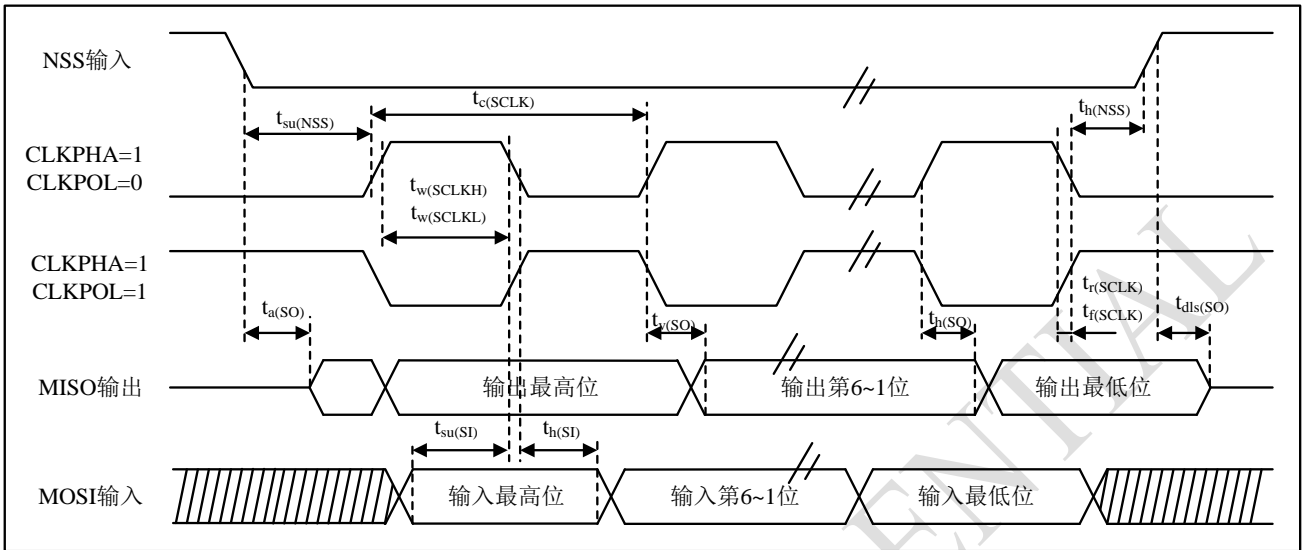 NSS输入
tc(SCLK)
tsu(NSS)
th(NSS)
CLKPHA=1
CLKPOL=0
tw(SCLKH)
tw(SCLKL)
CLKPHA=1
CLKPOL=1
ta(SO)
tv(SO)
th(SO)
tr(SCLK)
tf(SCLK)
tdls(SO)
MISO输出
输出最高位
输出第6~1位
输出最低位
tsu(SI)
th(SI)
MOSI输入
输入最高位
输入第6~1位
输入最低位
ENTIAL